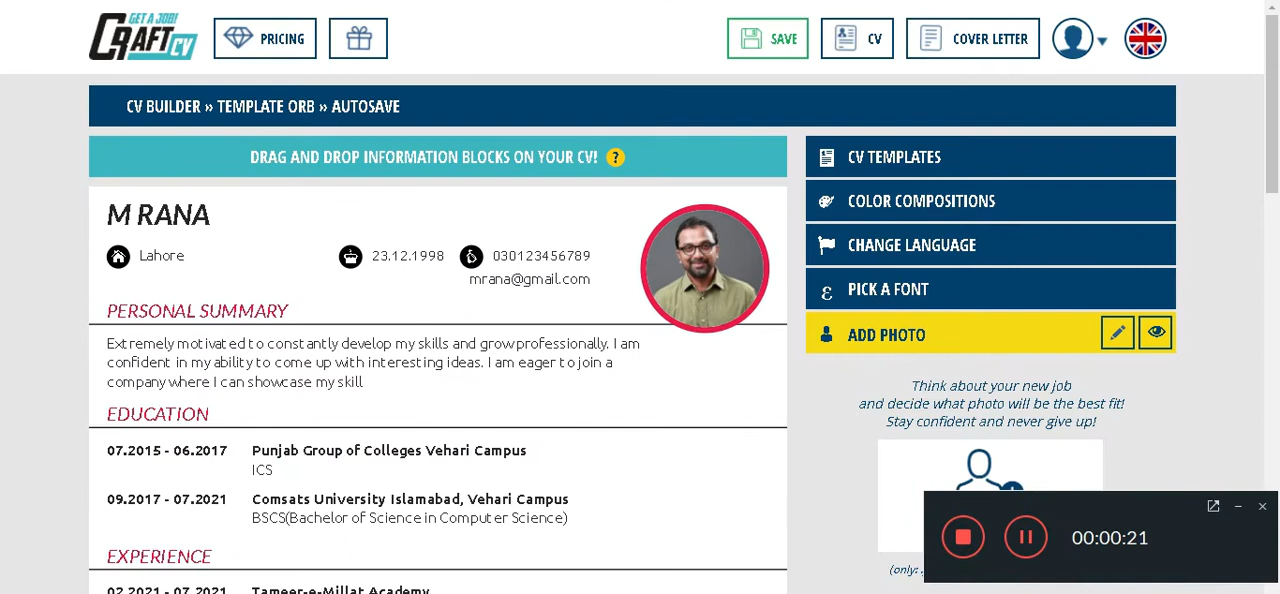 GET A JOB!
CRAFT CV
PRICING
SAVE
CV
COVER LETTER
CV BUILDER » TEMPLATE ORB » AUTOSAVE
DRAG AND DROP INFORMATION BLOCKS ON YOUR CV! ?
M RANA
Lahore
23.12.1998
030123456789
mrana@gmail.com
PERSONAL SUMMARY
Extremely motivated to constantly develop my skills and grow professionally. I am
confident in my ability to come up with interesting ideas. I am eager to join a
company where I can showcase my skill
EDUCATION
07.2015 - 06.2017 Punjab Group of Colleges Vehari Campus
ICS
09.2017 - 07.2021 Comsats University Islamabad, Vehari Campus
BSCS(Bachelor of Science in Computer Science)
EXPERIENCE
02.2021 - 07.2021 Tameer-e-Millat Academy
CV TEMPLATES
COLOR COMPOSITIONS
CHANGE LANGUAGE
ε PICK A FONT
ADD PHOTO
Think about your new job
and decide what photo will be the best fit!
Stay confident and never give up!
(only:
00:00:21